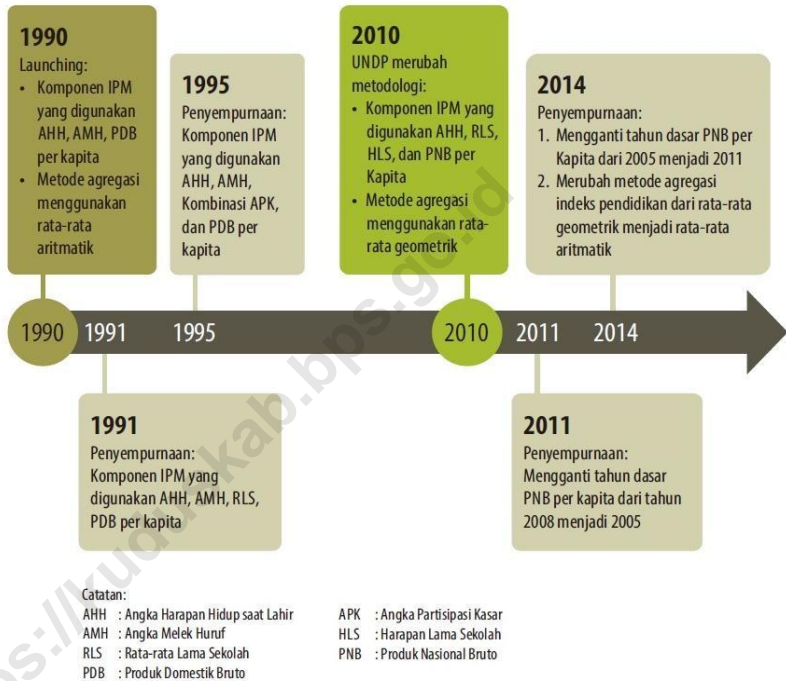 1990
Launching:
• Komponen IPM
yang digunakan
AHH, AMH, PDB
per kapita
• Metode agregasi
menggunakan
rata-rata
aritmatik
1995
Penyempurnaan:
Komponen IPM
yang digunakan
AHH, AMH,
Kombinasi APK,
dan PDB per
kapita
2010
UNDP merubah
metodologi:
• Komponen IPM yang
digunakan AHH, RLS,
HLS, dan PNB per
Kapita
• Metode agregasi
menggunakan rata-
rata geometrik
2014
Penyempurnaan:
1. Mengganti tahun dasar PNB per
Kapita dari 2005 menjadi 2011
2. Merubah metode agregasi
indeks pendidikan dari rata-rata
geometrik menjadi rata-rata
aritmatik
1990 1991 1995 2010 2011 2014
1991
Penyempurnaan:
Komponen IPM yang
digunakan AHH, AMH, RLS,
PDB per kapita
2011
Penyempurnaan:
Mengganti tahun dasar
PNB per kapita dari tahun
2008 menjadi 2005
Catatan:
AHH : Angka Harapan Hidup saat Lahir
AMH : Angka Melek Huruf
RLS : Rata-rata Lama Sekolah
PDB : Produk Domestik Bruto
APK : Angka Partisipasi Kasar
HLS : Harapan Lama Sekolah
PNB : Produk Nasional Bruto
ps://kuduskab.bps.go.id